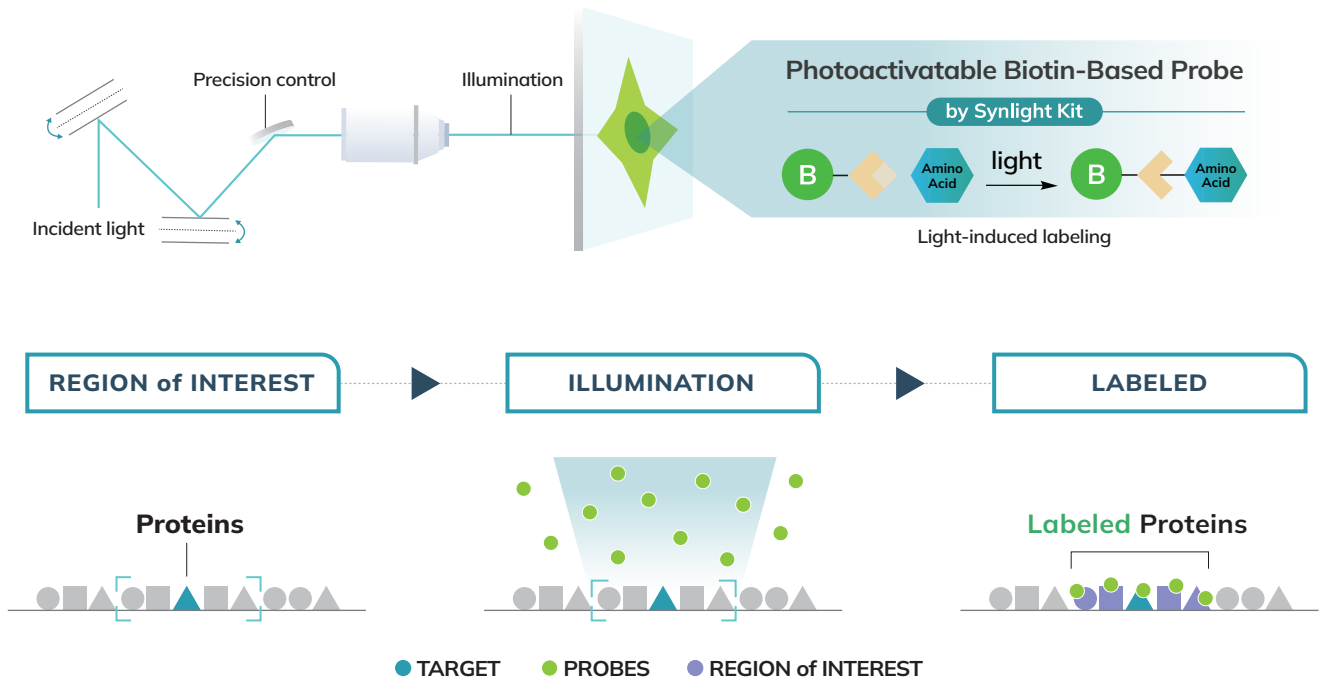 Precision control
Illumination
Incident light
Photoactivatable Biotin-Based Probe
by Synlight Kit
B
Amino
Acid
light
B
Amino
Acid
Light-induced labeling
REGION of INTEREST
ILLUMINATION
LABELED
Proteins
Labeled Proteins
TARGET
PROBES
REGION of INTEREST